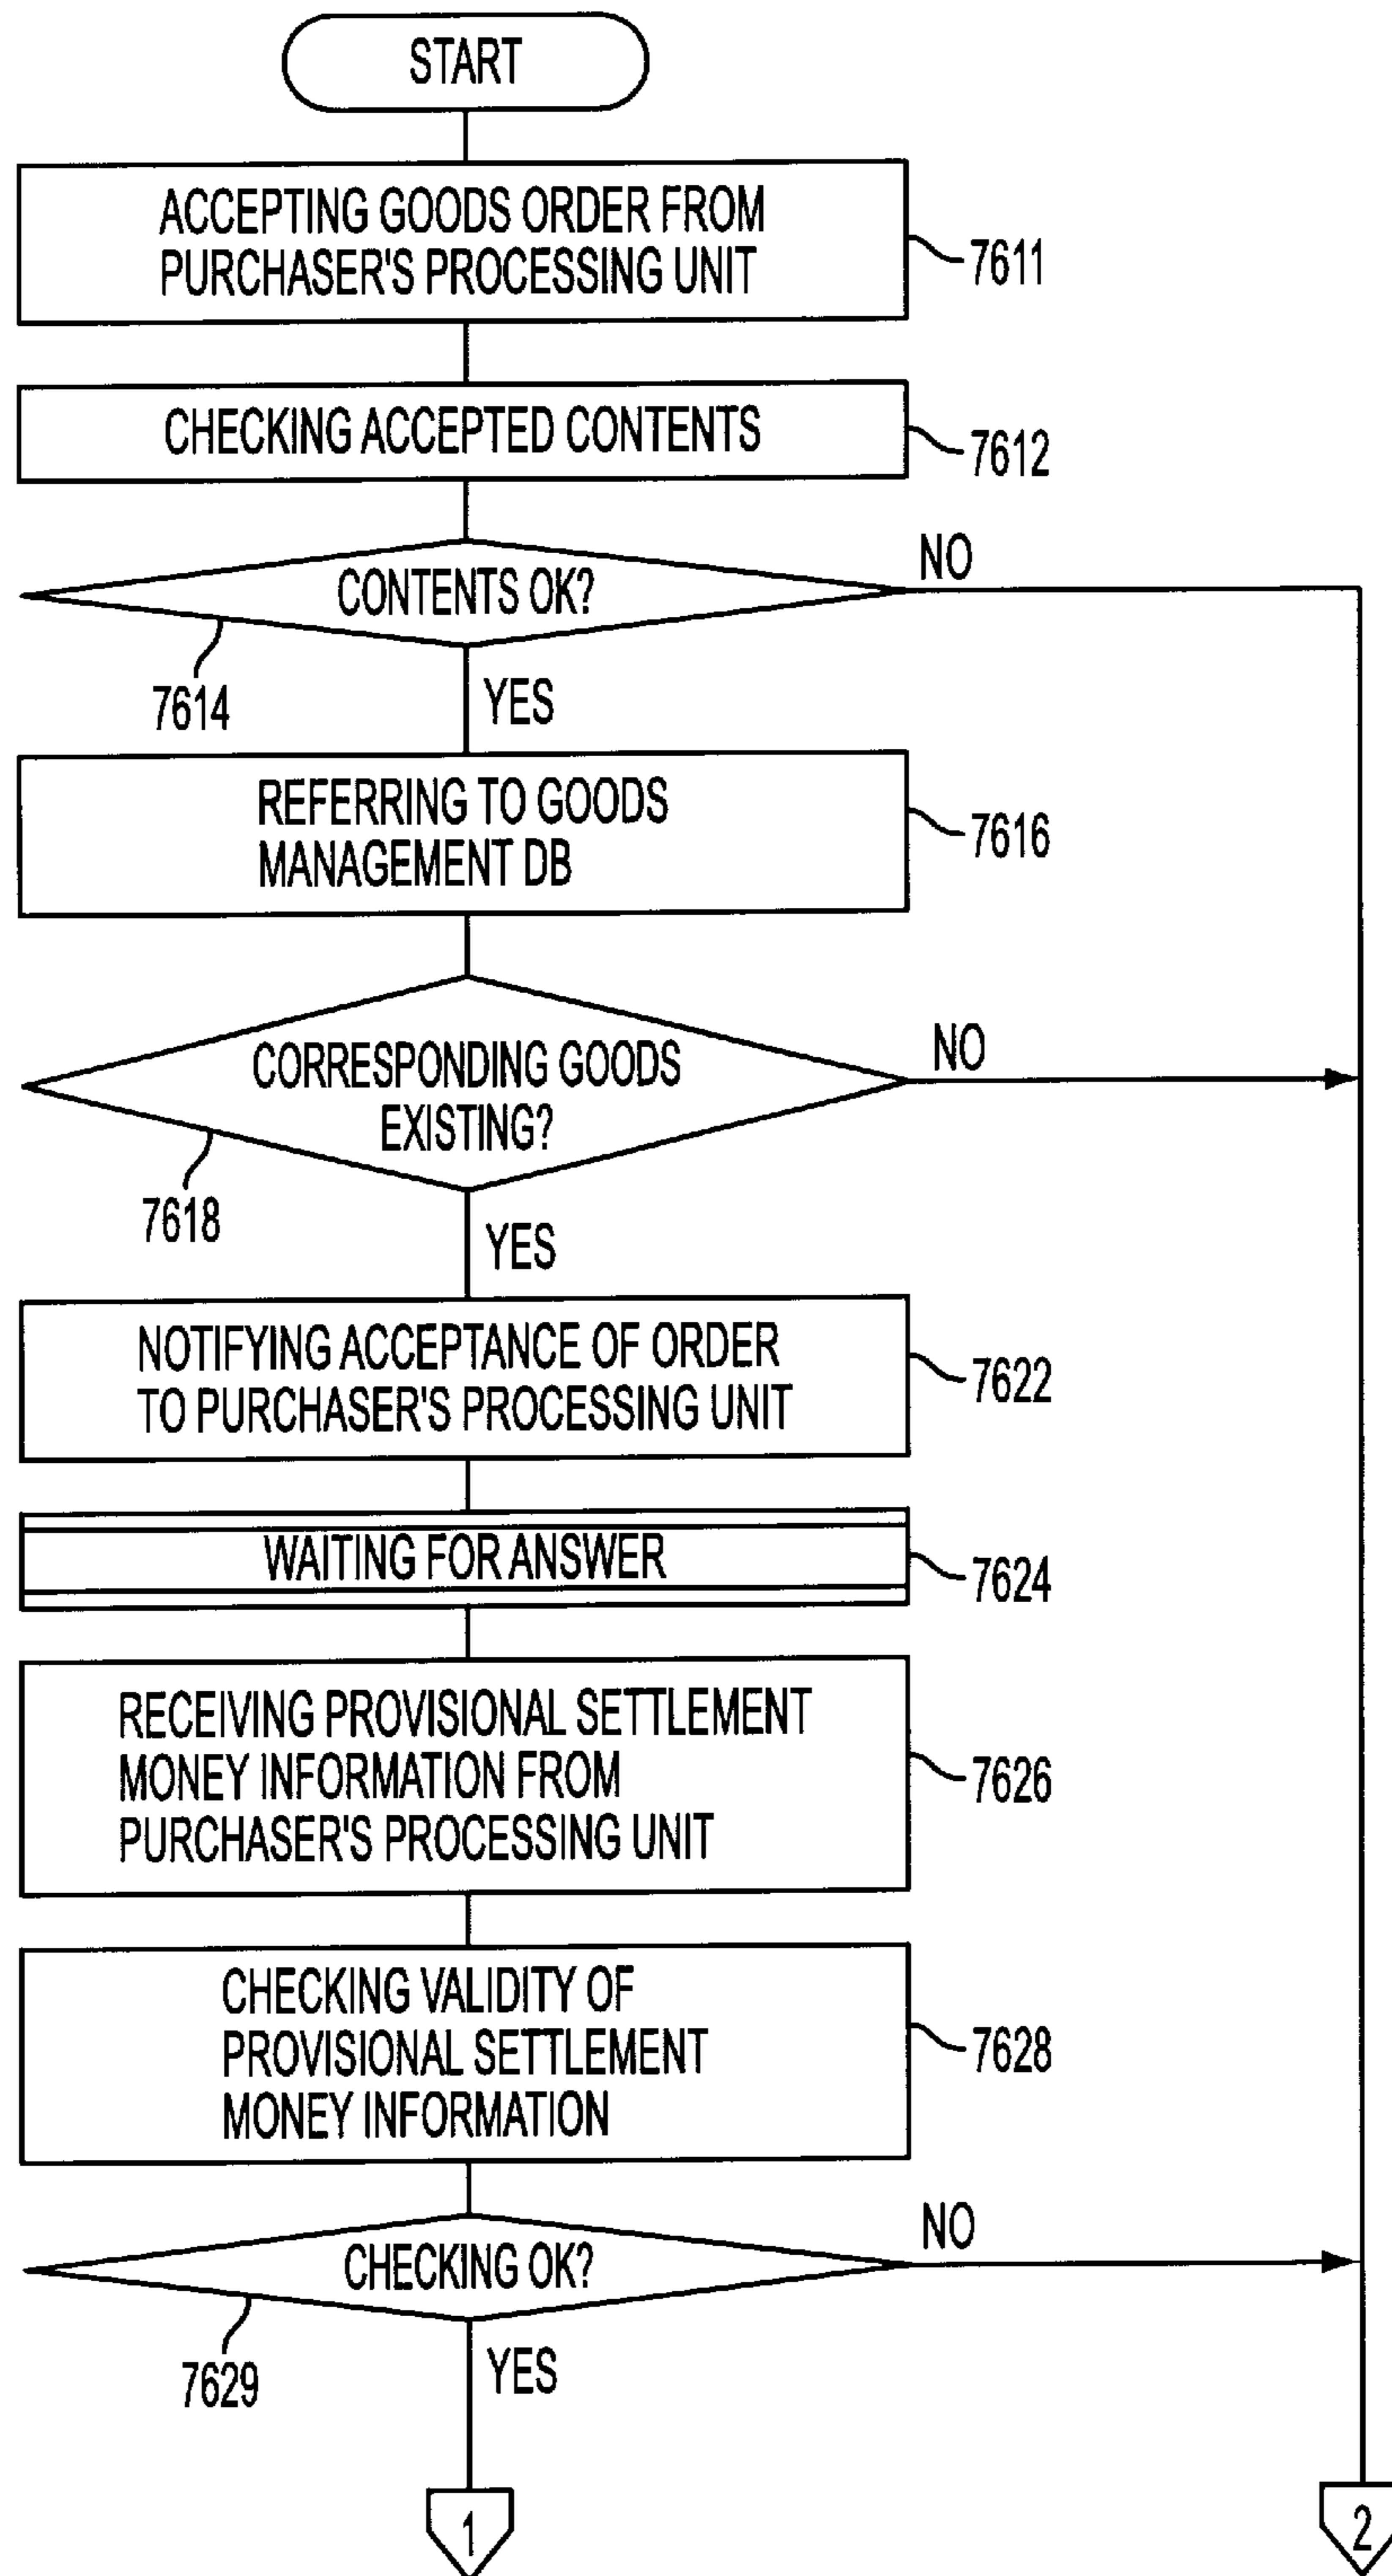 START
ACCEPTING GOODS ORDER FROM
PURCHASER'S PROCESSING UNIT
7611
CHECKING ACCEPTED CONTENTS
7612
CONTENTS OK?
NO
7614
YES
REFERRING TO GOODS
MANAGEMENT DB
7616
CORRESPONDING GOODS
EXISTING?
NO
7618
YES
NOTIFYING ACCEPTANCE OF ORDER
TO PURCHASER'S PROCESSING UNIT
7622
WAITING FOR ANSWER
7624
RECEIVING PROVISIONAL SETTLEMENT
MONEY INFORMATION FROM
PURCHASER'S PROCESSING UNIT
7626
CHECKING VALIDITY OF
PROVISIONAL SETTLEMENT
MONEY INFORMATION
7628
CHECKING OK?
NO
7629
YES
1
2